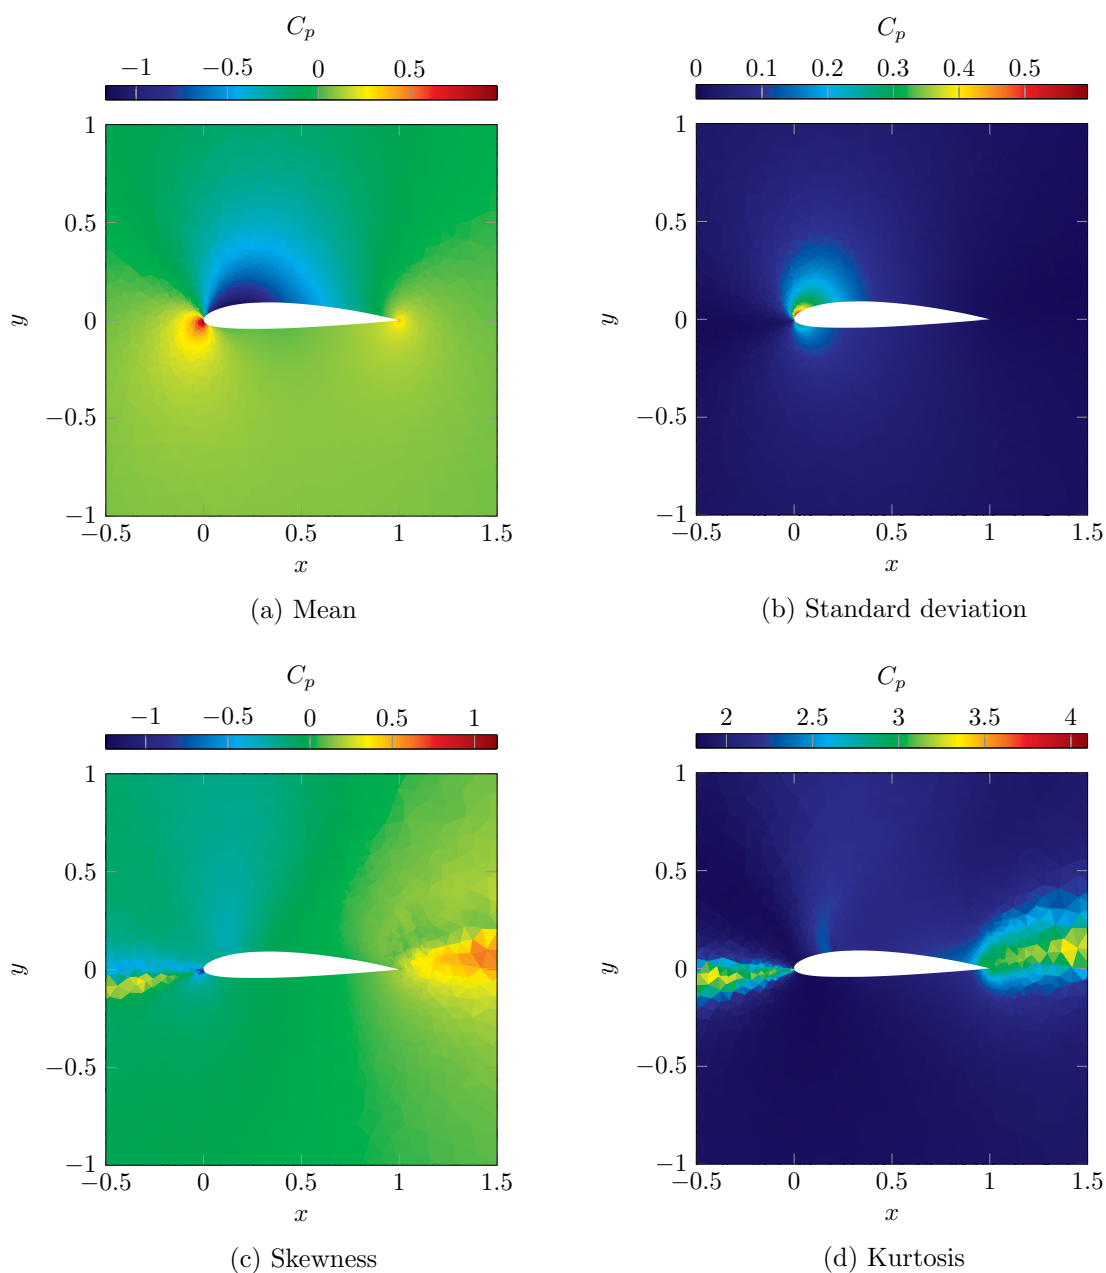 C_p
−1 −0.5 0 0.5
1
0.5
0
−0.5
−1
y
−0.5 0 0.5 1 1.5
x
(a) Mean
C_p
0 0.1 0.2 0.3 0.4 0.5
1
0.5
0
−0.5
−1
y
−0.5 0 0.5 1 1.5
x
(b) Standard deviation
C_p
−1 −0.5 0 0.5 1
1
0.5
0
−0.5
−1
y
−0.5 0 0.5 1 1.5
x
(c) Skewness
C_p
2 2.5 3 3.5 4
1
0.5
0
−0.5
−1
y
−0.5 0 0.5 1 1.5
x
(d) Kurtosis